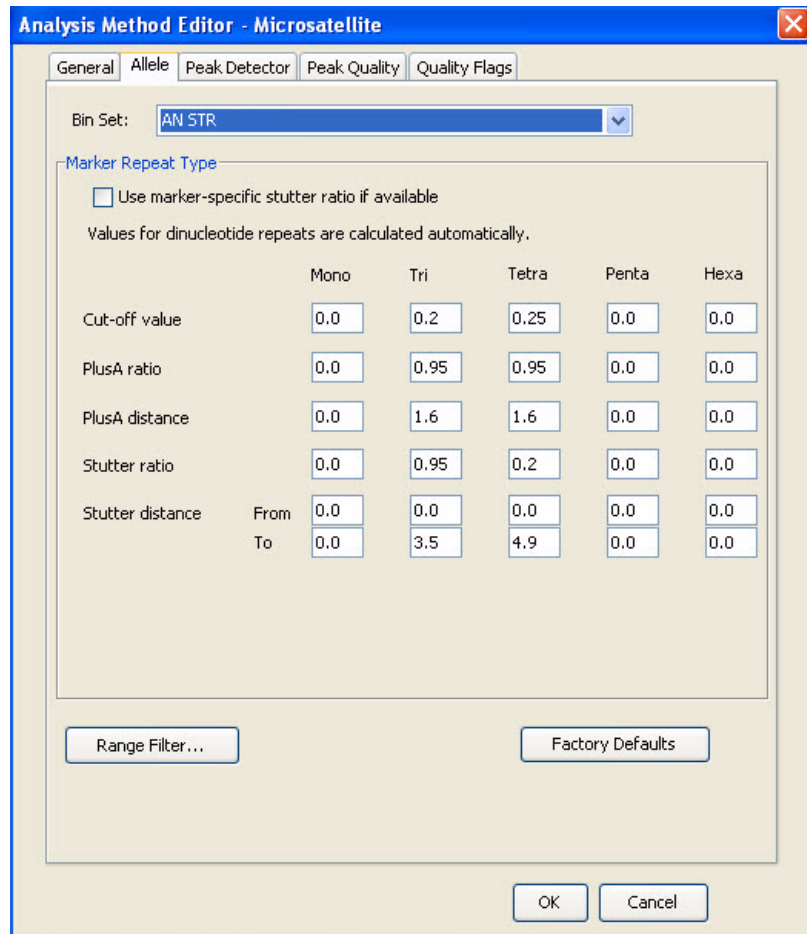 Analysis Method Editor - Microsatellite
General Allele Peak Detector Peak Quality Quality Flags
Bin Set: AN STR
Marker Repeat Type
Use marker-specific stutter ratio if available
Values for dinucleotide repeats are calculated automatically.
Mono Tri Tetra Penta Hexa
Cut-off value 0.0 0.2 0.25 0.0 0.0
PlusA ratio 0.0 0.95 0.95 0.0 0.0
PlusA distance 0.0 1.6 1.6 0.0 0.0
Stutter ratio 0.0 0.95 0.2 0.0 0.0
Stutter distance From 0.0 0.0 0.0 0.0 0.0
To 0.0 3.5 4.9 0.0 0.0
Range Filter... Factory Defaults
OK Cancel